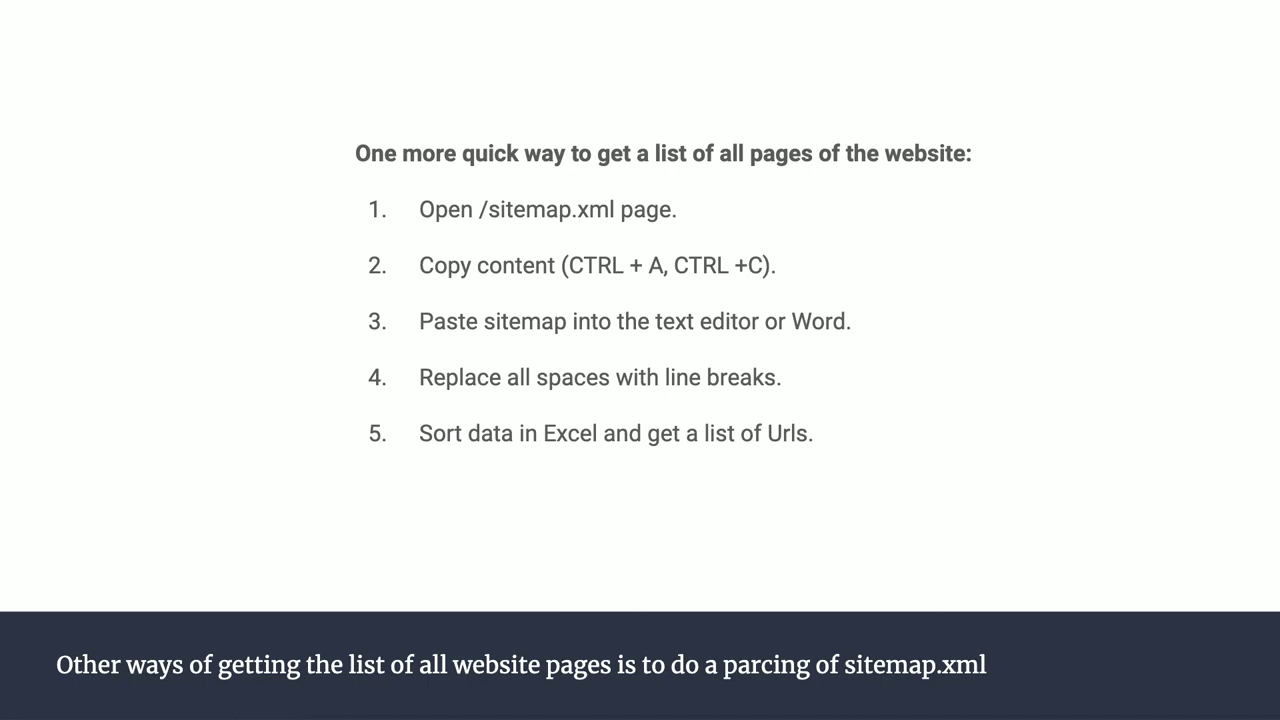 One more quick way to get a list of all pages of the website:
1. Open /sitemap.xml page.
2. Copy content (CTRL + A, CTRL +C).
3. Paste sitemap into the text editor or Word.
4. Replace all spaces with line breaks.
5. Sort data in Excel and get a list of Urls.
Other ways of getting the list of all website pages is to do a parcing of sitemap.xml